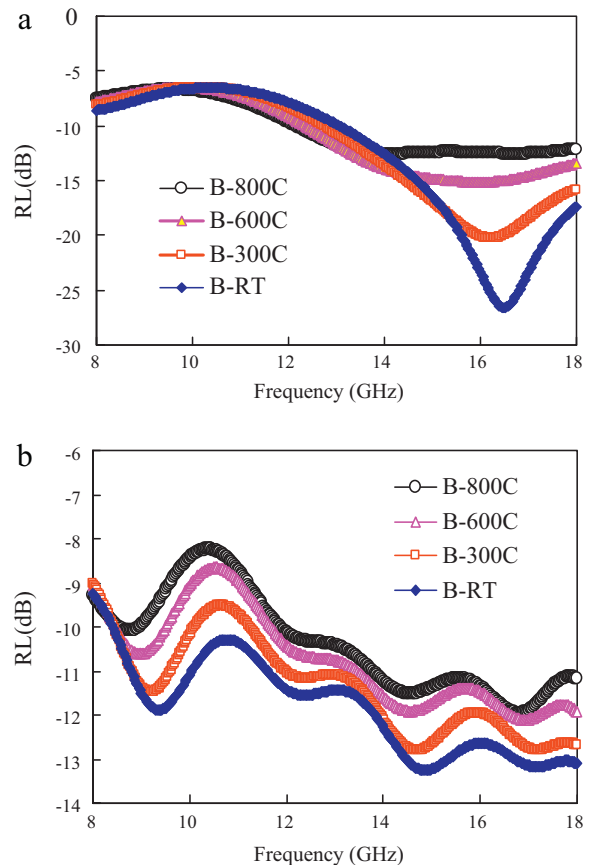 a
0
-5
-10
-15
-20
-25
-30
RL(dB)
B-800C
B-600C
B-300C
B-RT
8 10 12 14 16 18
Frequency (GHz)
b
-6
-7
-8
-9
-10
-11
-12
-13
-14
RL(dB)
B-800C
B-600C
B-300C
B-RT
8 10 12 14 16 18
Frequency (GHz)